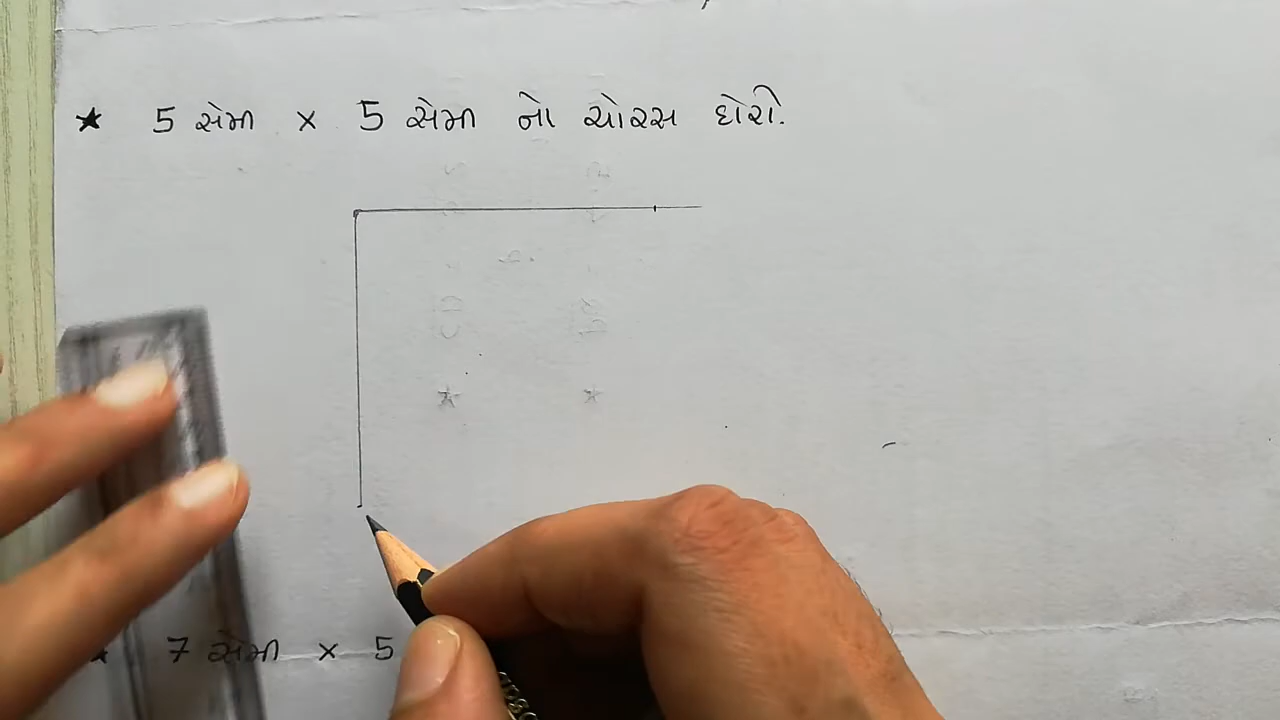 ★ 5 સેમી × 5 સેમી નો ચોરસ દોરો.
★ 7 સેમી × 5